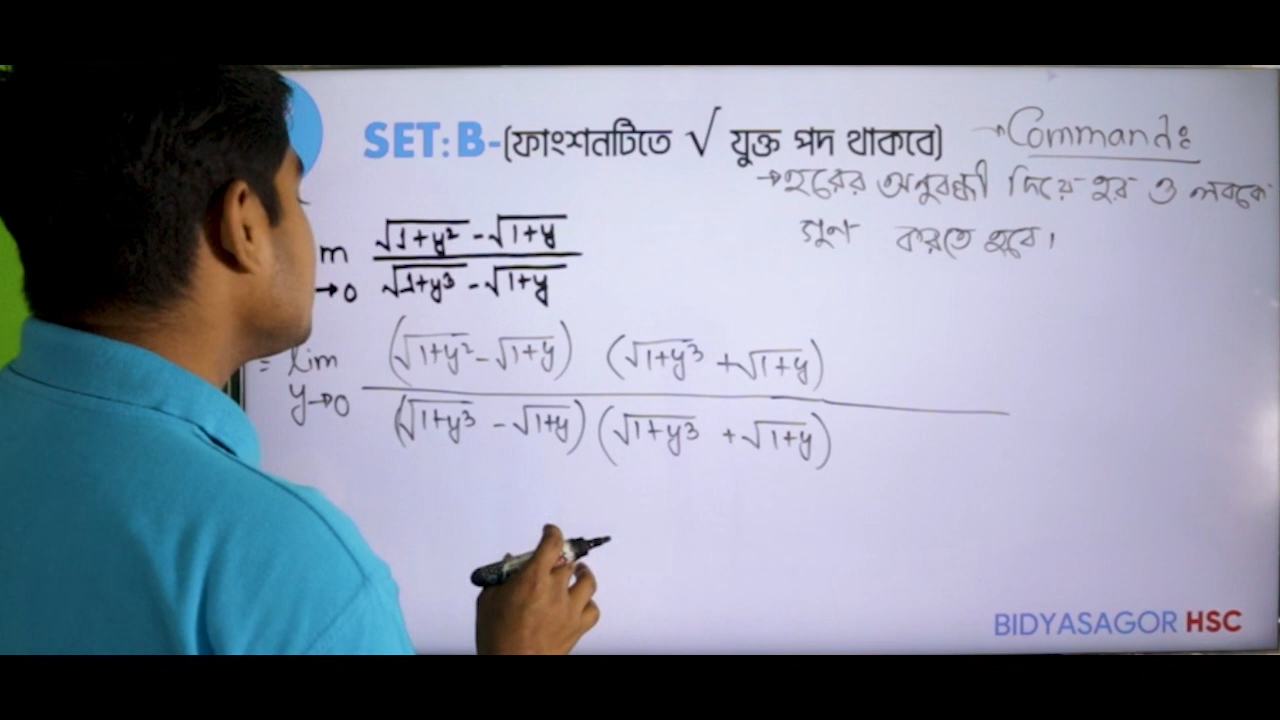 SET: B-(ফাংশনটিতে √ যুক্ত পদ থাকবে)
→ Command:
→ হরের অনুবন্ধী দিয়ে হর ও লবকে
গুণ করতে হবে।
m √1+y² - √1+y
→0 √1+y³ - √1+y
= lim (√1+y² - √1+y) (√1+y³ + √1+y)
y→0 (√1+y³ - √1+y) (√1+y³ + √1+y)
BIDYASAGOR HSC